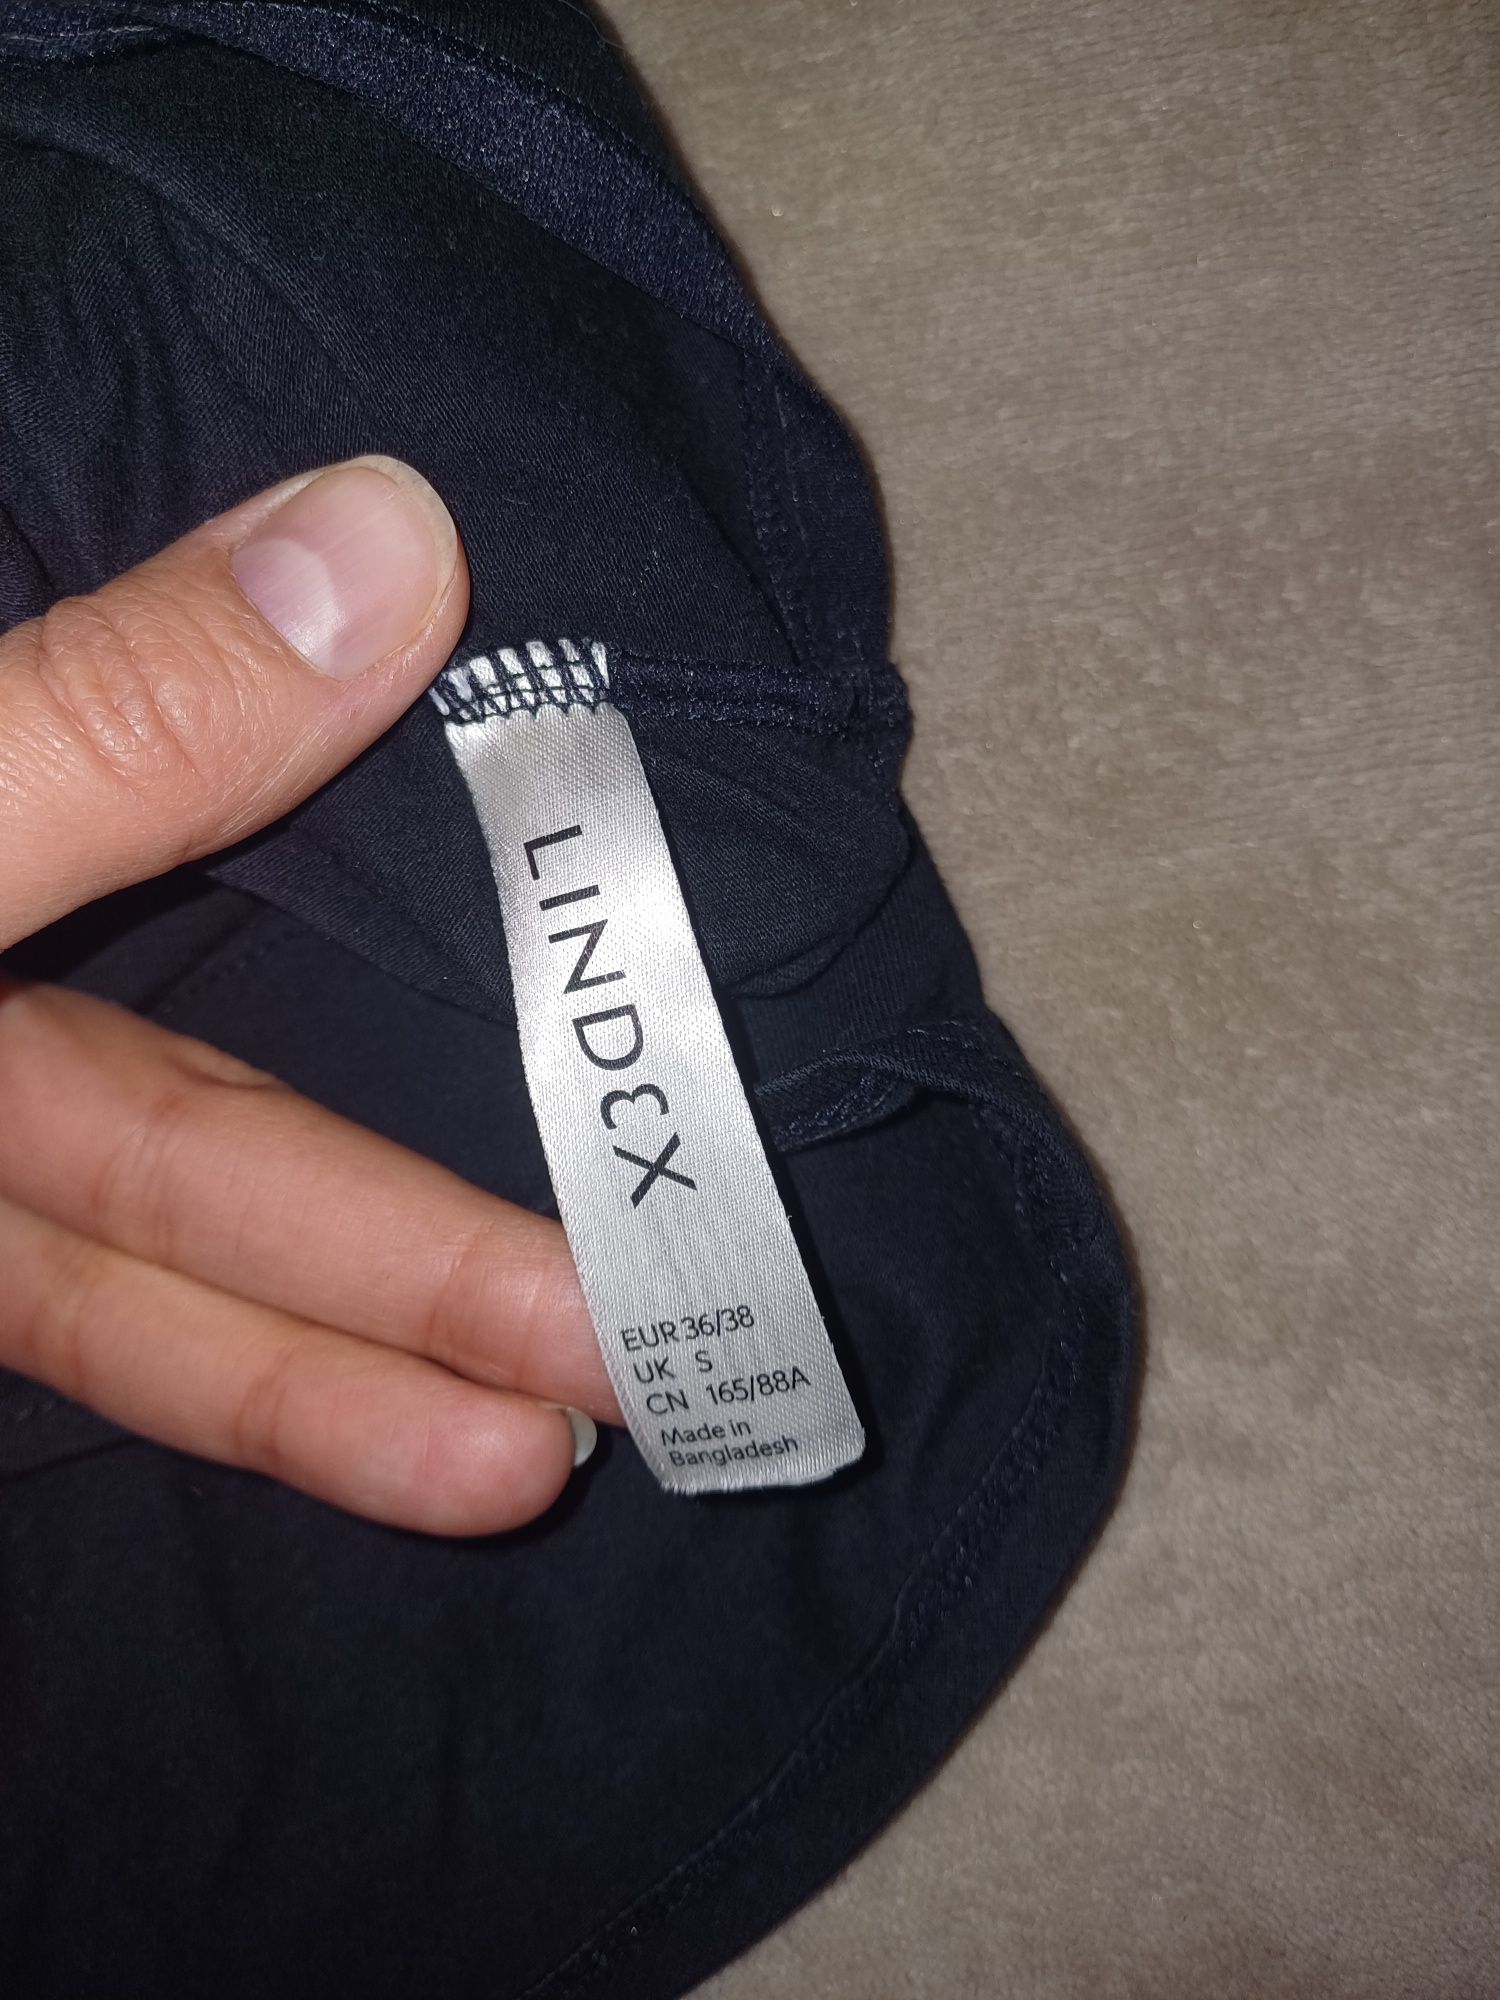 LINDEX
EUR 36/38
UK S
CN 165/88A
Made in
Bangladesh